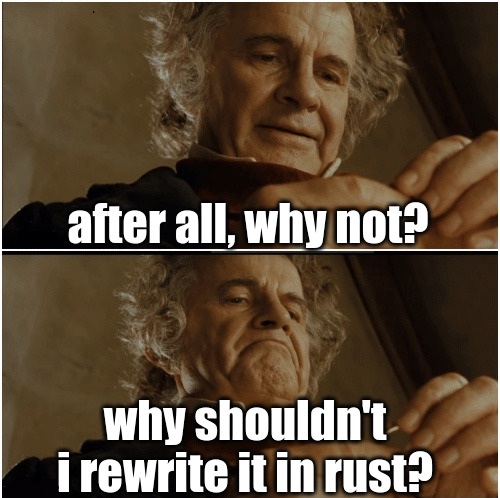 after all, why not?
why shouldn't
i rewrite it in rust?